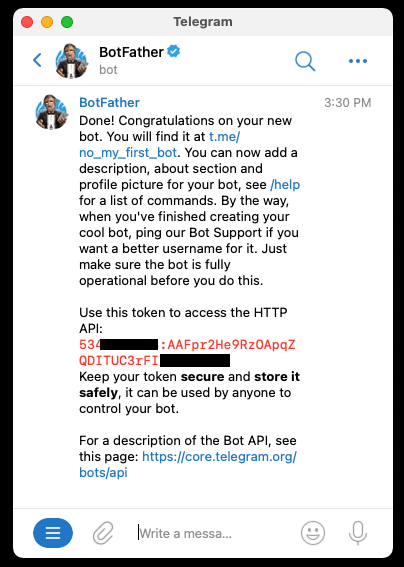 Telegram
BotFather
bot
BotFather 3:30 PM
Done! Congratulations on your new
bot. You will find it at t.me/
no_my_first_bot. You can now add a
description, about section and
profile picture for your bot, see /help
for a list of commands. By the way,
when you've finished creating your
cool bot, ping our Bot Support if you
want a better username for it. Just
make sure the bot is fully
operational before you do this.
Use this token to access the HTTP
API:
534 :AAFpr2He9RzOApqZ
QDITUC3rFI
Keep your token secure and store it
safely, it can be used by anyone to
control your bot.
For a description of the Bot API, see
this page: https://core.telegram.org/
bots/api
Write a messa...